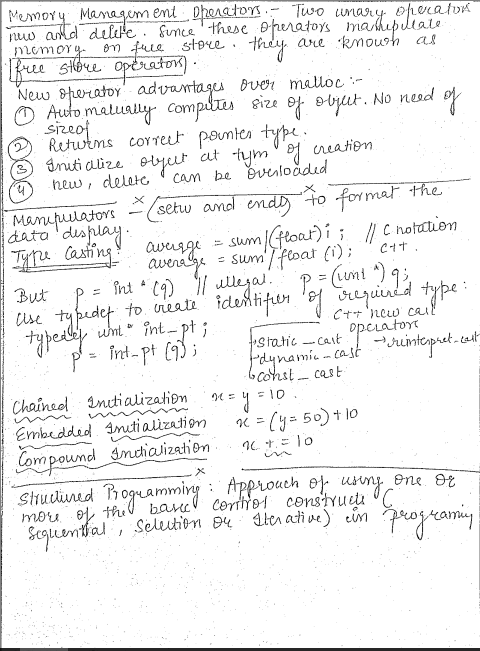 Memory Management Operators :- Two unary operators
new and delete. Since these operators manipulate
memory on free store. they are known as
free store operators.
New operator advantages over malloc :-
① Automatically computes size of object. No need of
sizeof
② Returns correct pointer type.
③ Initialize object at tym of creation
④ new, delete can be overloaded
Manipulators - (setw and endl) to format the
data display.
Type Casting: average = sum/(float)i ; // C notation
average = sum/float(i); C++.
But p = int*(q) // illegal. p = (int*)q;
Use typedef to create identifier of required type:
typedef int* int_pt ;
p = int_pt (q);
C++ new cast
operators
static_cast → reinterpret_cast
dynamic_cast
const_cast
Chained Initialization x = y = 10.
Embedded Initialization x = (y = 50) + 10
Compound Initialization x += 10
Structured Programming: Approach of using one or
more of the basic control constructs (
Sequential, Selection or Iterative) in programing